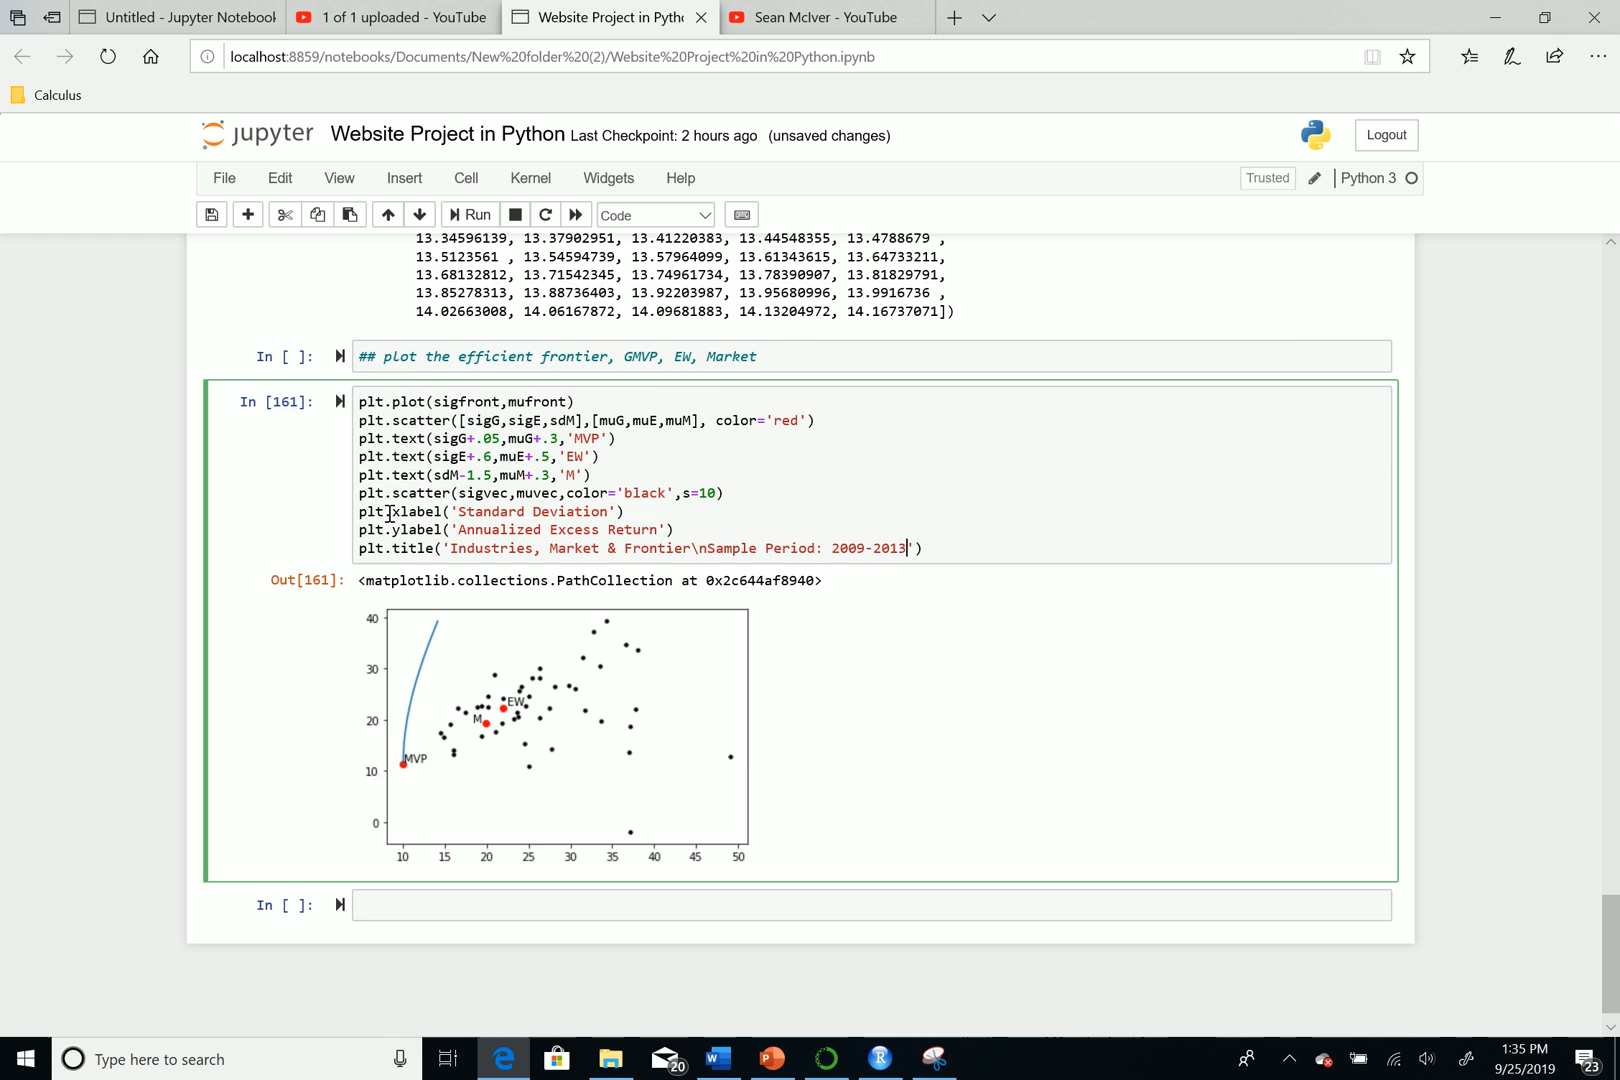 Untitled - Jupyter Notebook
1 of 1 uploaded - YouTube
Website Project in Pytho
Sean McIver - YouTube
localhost:8859/notebooks/Documents/New%20folder%20(2)/Website%20Project%20in%20Python.ipynb
Calculus
jupyter Website Project in Python Last Checkpoint: 2 hours ago (unsaved changes)
Logout
File Edit View Insert Cell Kernel Widgets Help
Trusted Python 3
Run Code
13.34596139, 13.37902951, 13.41220383, 13.44548355, 13.4788679 ,
13.5123561 , 13.54594739, 13.57964099, 13.61343615, 13.64733211,
13.68132812, 13.71542345, 13.74961734, 13.78390907, 13.81829791,
13.85278313, 13.88736403, 13.92203987, 13.95680996, 13.9916736 ,
14.02663008, 14.06167872, 14.09681883, 14.13204972, 14.16737071])
In [ ]: ## plot the efficient frontier, GMVP, EW, Market
In [161]: plt.plot(sigfront,mufront)
plt.scatter([sigG,sigE,sdM],[muG,muE,muM], color='red')
plt.text(sigG+.05,muG+.3,'MVP')
plt.text(sigE+.6,muE+.5,'EW')
plt.text(sdM-1.5,muM+.3,'M')
plt.scatter(sigvec,muvec,color='black',s=10)
plt.xlabel('Standard Deviation')
plt.ylabel('Annualized Excess Return')
plt.title('Industries, Market & Frontier\nSample Period: 2009-2013')
Out[161]: <matplotlib.collections.PathCollection at 0x2c644af8940>
40
30
20
10
0
EW
M
MVP
10 15 20 25 30 35 40 45 50
In [ ]:
Type here to search
20
1:35 PM
9/25/2019
23